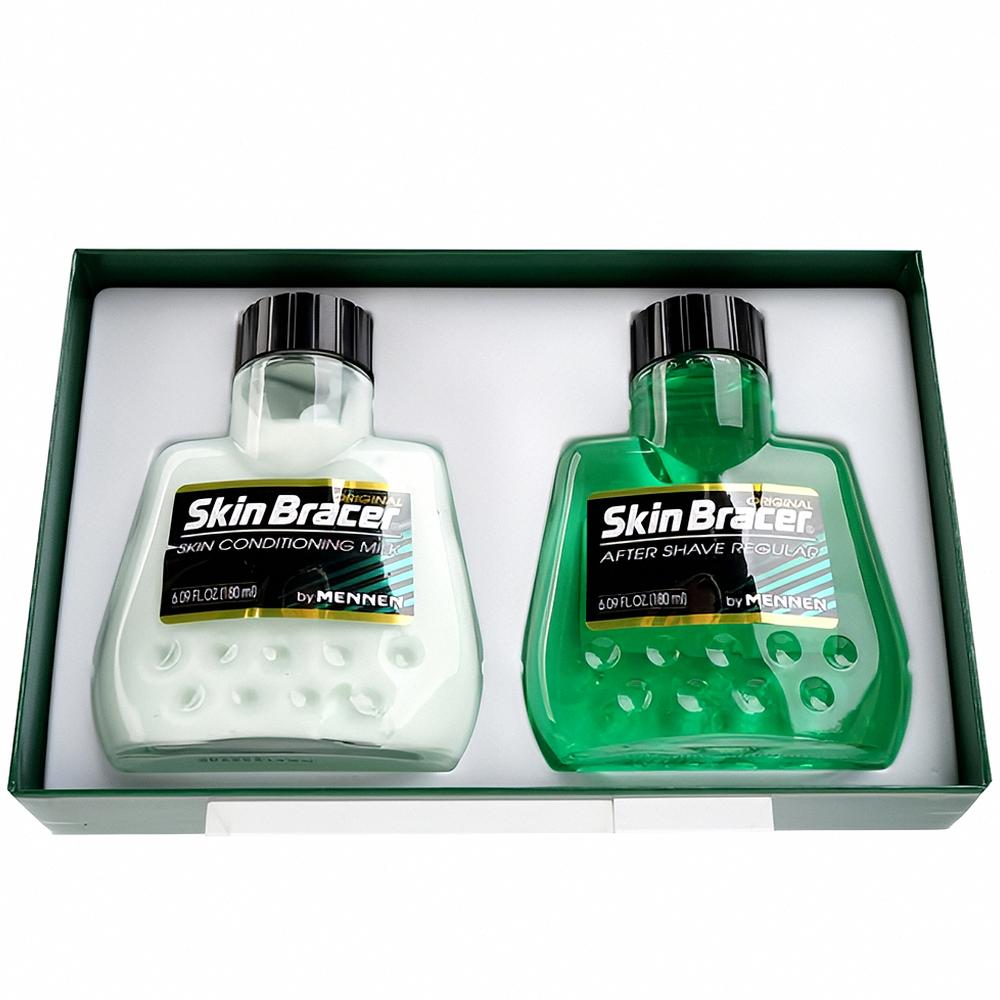 ORIGINAL
Skin Bracer
SKIN CONDITIONING MILK
6.09 FL.OZ.(180 ml)
by MENNEN
ORIGINAL
Skin Bracer®
AFTER SHAVE REGULAR
6.09 FL.OZ.(180 ml)
by MENNEN